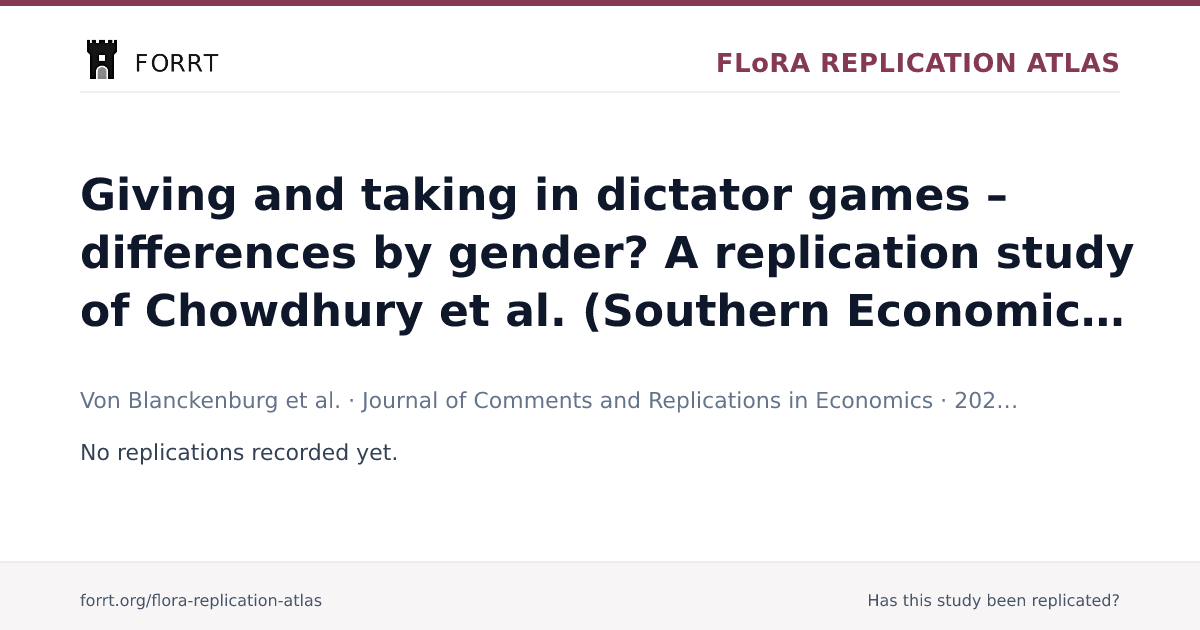 FORRT
FLoRA REPLICATION ATLAS
Giving and taking in dictator games –
differences by gender? A replication study
of Chowdhury et al. (Southern Economic…
Von Blanckenburg et al. · Journal of Comments and Replications in Economics · 202…
No replications recorded yet.
forrt.org/flora-replication-atlas
Has this study been replicated?